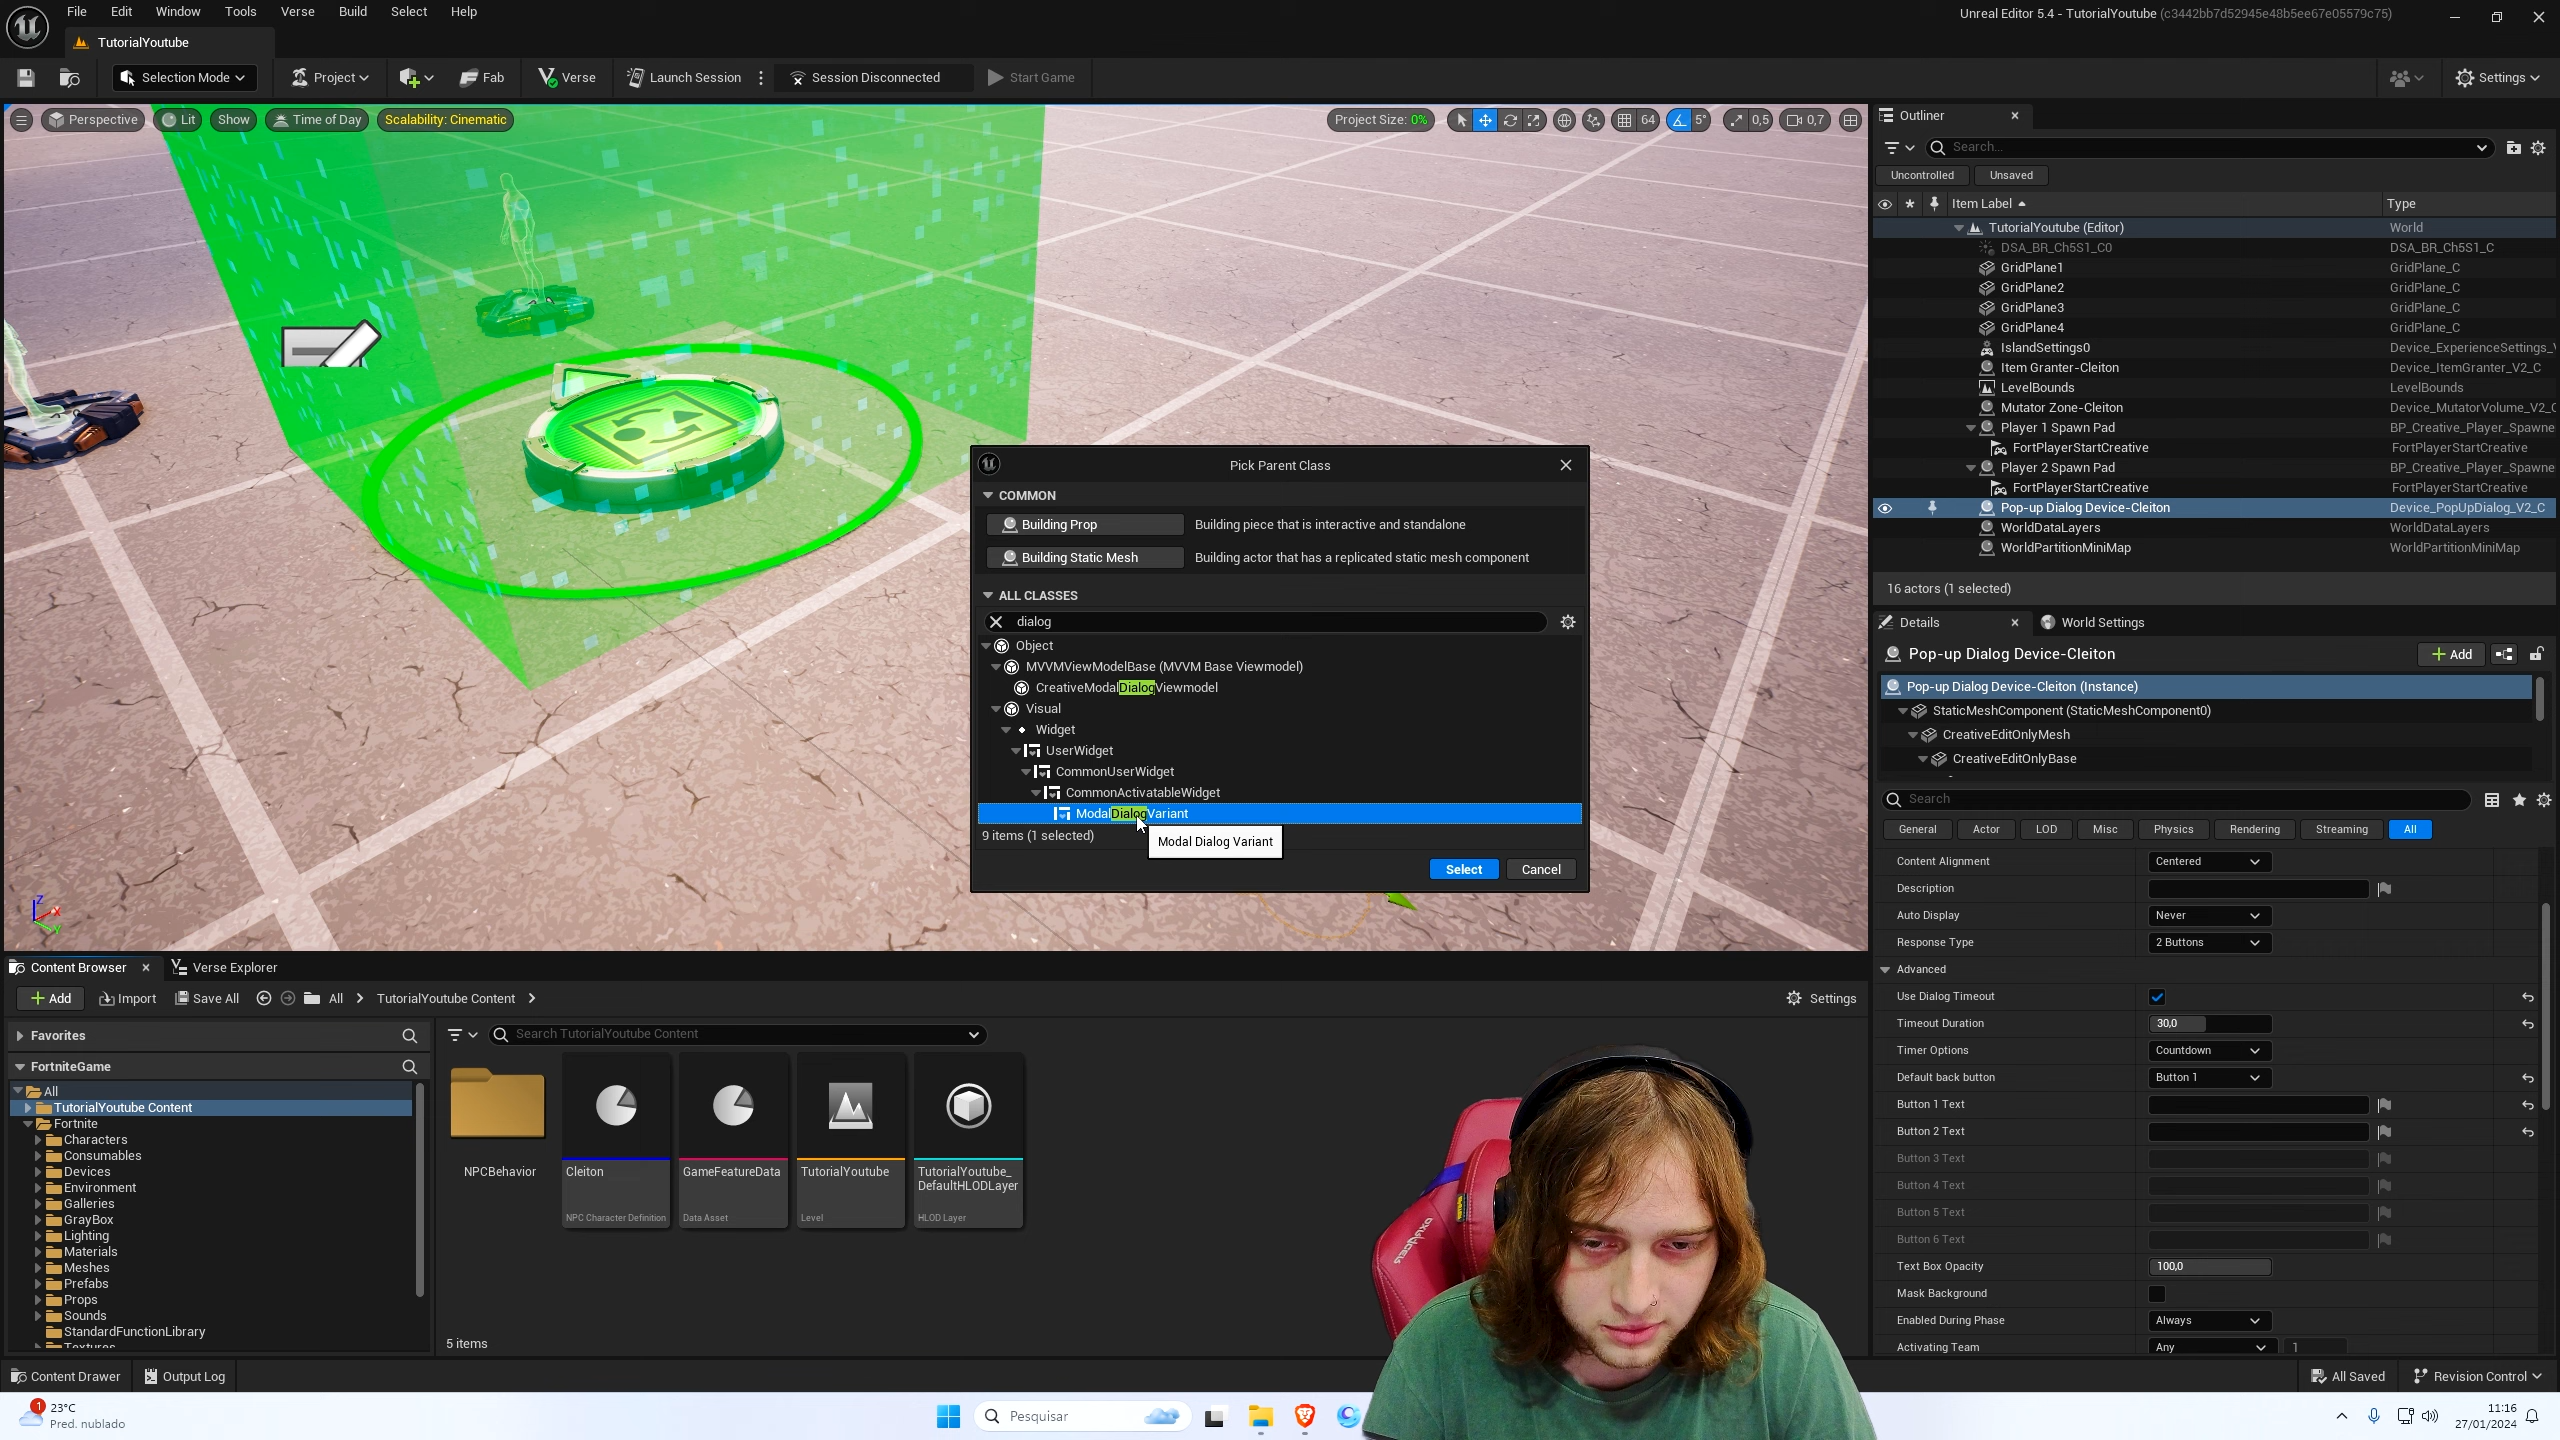 File Edit Window Tools Verse Build Select Help
Unreal Editor 5.4 - TutorialYoutube (c3442bb7d52945e48b5ee67e05579c75)
TutorialYoutube
Selection Mode Project Fab Verse Launch Session Session Disconnected Start Game Settings
Perspective Lit Show Time of Day Scalability: Cinematic
Project Size: 0% 64 5° 0,5 0,7
Pick Parent Class
COMMON
Building Prop Building piece that is interactive and standalone
Building Static Mesh Building actor that has a replicated static mesh component
ALL CLASSES
dialog
Object
MVVMViewModelBase (MVVM Base Viewmodel)
CreativeModalDialogViewmodel
Visual
Widget
UserWidget
CommonUserWidget
CommonActivatableWidget
ModalDialogVariant
9 items (1 selected)
Modal Dialog Variant
Select Cancel
Outliner
Search...
Uncontrolled Unsaved
Item Label Type
TutorialYoutube (Editor) World
DSA_BR_Ch5S1_C0 DSA_BR_Ch5S1_C
GridPlane1 GridPlane_C
GridPlane2 GridPlane_C
GridPlane3 GridPlane_C
GridPlane4 GridPlane_C
IslandSettings0 Device_ExperienceSettings_V
Item Granter-Cleiton Device_ItemGranter_V2_C
LevelBounds LevelBounds
Mutator Zone-Cleiton Device_MutatorVolume_V2_C
Player 1 Spawn Pad BP_Creative_Player_Spawne
FortPlayerStartCreative FortPlayerStartCreative
Player 2 Spawn Pad BP_Creative_Player_Spawne
FortPlayerStartCreative FortPlayerStartCreative
Pop-up Dialog Device-Cleiton Device_PopUpDialog_V2_C
WorldDataLayers WorldDataLayers
WorldPartitionMiniMap WorldPartitionMiniMap
16 actors (1 selected)
Details World Settings
Pop-up Dialog Device-Cleiton Add
Pop-up Dialog Device-Cleiton (Instance)
StaticMeshComponent (StaticMeshComponent0)
CreativeEditOnlyMesh
CreativeEditOnlyBase
Search
General Actor LOD Misc Physics Rendering Streaming All
Content Alignment Centered
Description
Auto Display Never
Response Type 2 Buttons
Advanced
Use Dialog Timeout
Timeout Duration 30,0
Timer Options Countdown
Default back button Button 1
Button 1 Text
Button 2 Text
Button 3 Text
Button 4 Text
Button 5 Text
Button 6 Text
Text Box Opacity 100,0
Mask Background
Enabled During Phase Always
Activating Team Any 1
Content Browser Verse Explorer
Add Import Save All All TutorialYoutube Content Settings
Favorites
Search TutorialYoutube Content
FortniteGame
All
TutorialYoutube Content
Fortnite
Characters
Consumables
Devices
Environment
Galleries
GrayBox
Lighting
Materials
Meshes
Prefabs
Props
Sounds
StandardFunctionLibrary
Textures
NPCBehavior
Cleiton
NPC Character Definition
GameFeatureData
Data Asset
TutorialYoutube
Level
TutorialYoutube_
DefaultHLODLayer
HLOD Layer
5 items
Content Drawer Output Log All Saved Revision Control
1
23°C
Pred. nublado
Pesquisar
11:16
27/01/2024